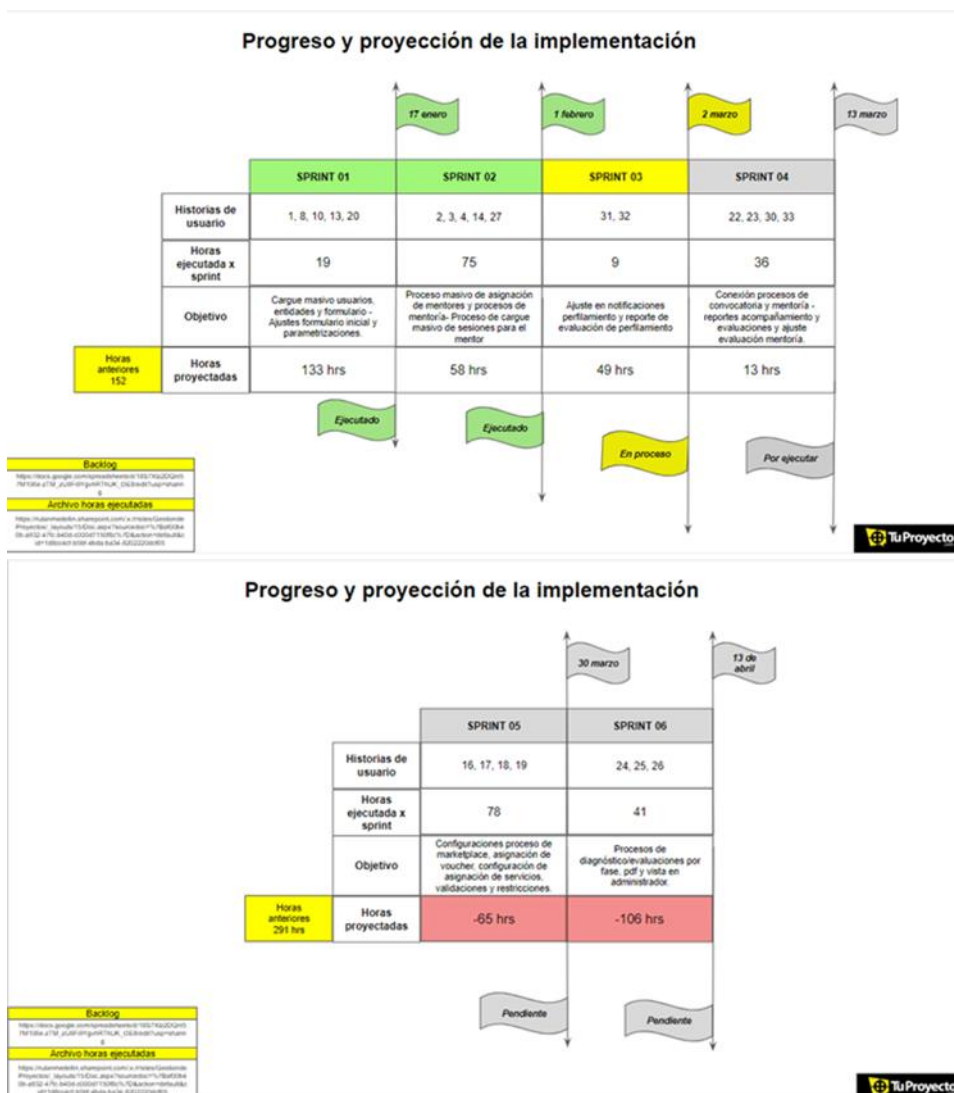 Progreso y proyección de la implementación
17 enero
1 febrero
2 marzo
13 marzo
SPRINT 01
SPRINT 02
SPRINT 03
SPRINT 04
Historias de
usuario
1, 8, 10, 13, 20
2, 3, 4, 14, 27
31, 32
22, 23, 30, 33
Horas
ejecutada x
sprint
19
75
9
36
Objetivo
Cargue masivo usuarios,
entidades y formulario -
Ajustes formulario inicial y
parametrizaciones.
Proceso masivo de asignación
de mentores y procesos de
mentoría- Proceso de cargue
masivo de sesiones para el
mentor
Ajuste en notificaciones
perfilamiento y reporte de
evaluación de perfilamiento
Conexión procesos de
convocatoria y mentoría -
reportes acompañamiento y
evaluaciones y ajuste
evaluación mentoría.
Horas
anteriores
152
Horas
proyectadas
133 hrs
58 hrs
49 hrs
13 hrs
Ejecutado
Ejecutado
En proceso
Por ejecutar
Backlog
Archivo horas ejecutadas
TuProyecto
Progreso y proyección de la implementación
30 marzo
13 de
abril
SPRINT 05
SPRINT 06
Historias de
usuario
16, 17, 18, 19
24, 25, 26
Horas
ejecutada x
sprint
78
41
Objetivo
Configuraciones proceso de
marketplace, asignación de
voucher, configuración de
asignación de servicios,
validaciones y restricciones.
Procesos de
diagnóstico/evaluaciones por
fase, pdf y vista en
administrador.
Horas
anteriores
291 hrs
Horas
proyectadas
-65 hrs
-106 hrs
Pendiente
Pendiente
Backlog
Archivo horas ejecutadas
TuProyecto